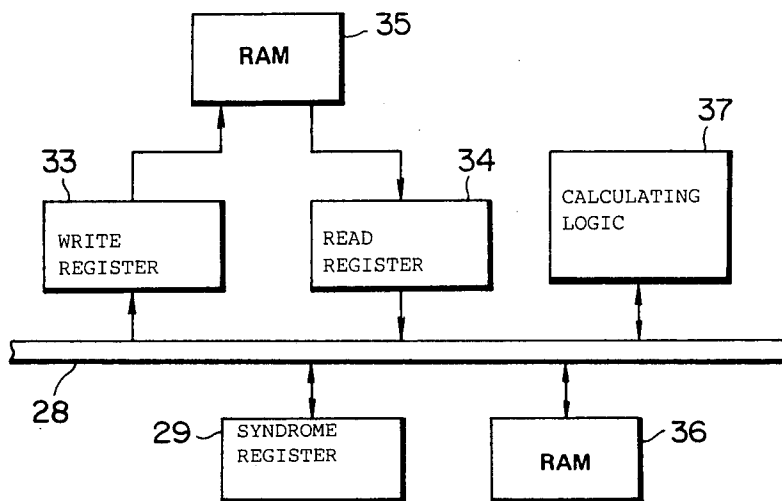 35
RAM
37
33
34
CALCULATING
LOGIC
WRITE
REGISTER
READ
REGISTER
28
29
SYNDROME
REGISTER
RAM
36